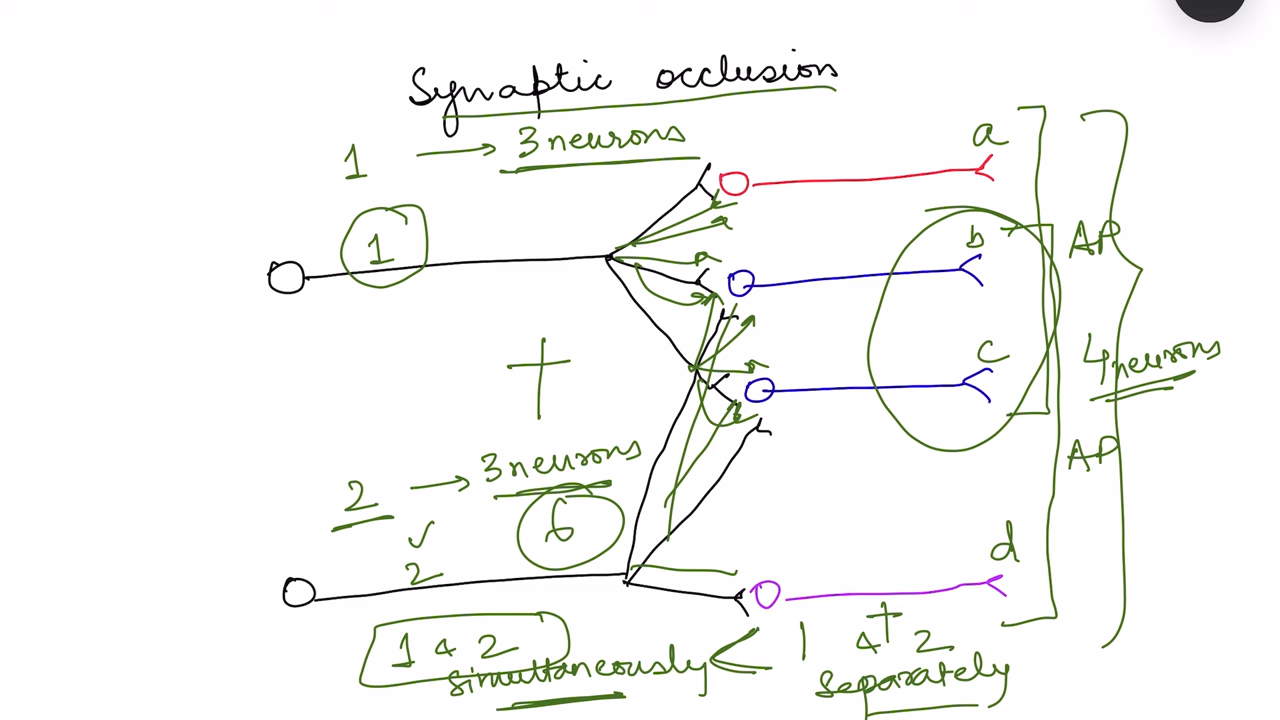 Synaptic occlusion
1 → 3 neurons
a
1
b
AP
c
4 neurons
+
AP
2 → 3 neurons
6
✓
2
d
1 & 2
simultaneously < 1 & + 2
separately